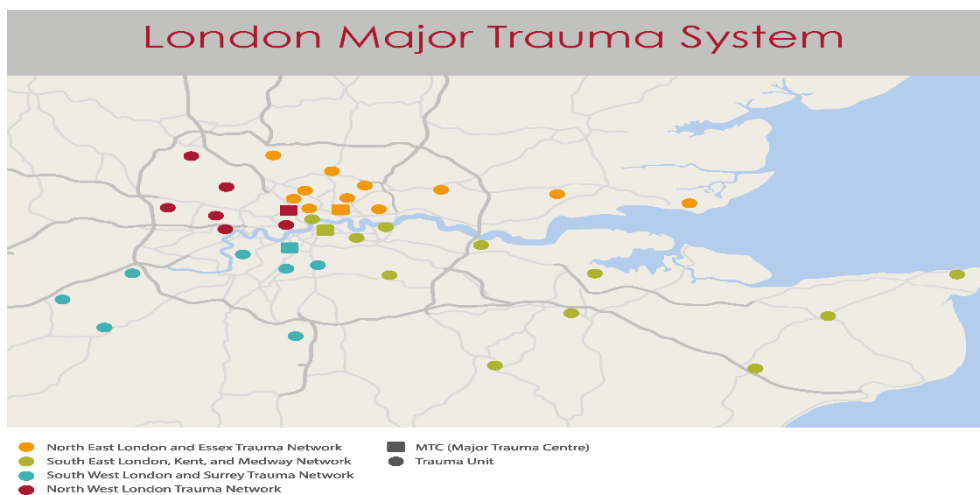 London Major Trauma System
North East London and Essex Trauma Network
South East London, Kent, and Medway Network
South West London and Surrey Trauma Network
North West London Trauma Network
MTC (Major Trauma Centre)
Trauma Unit